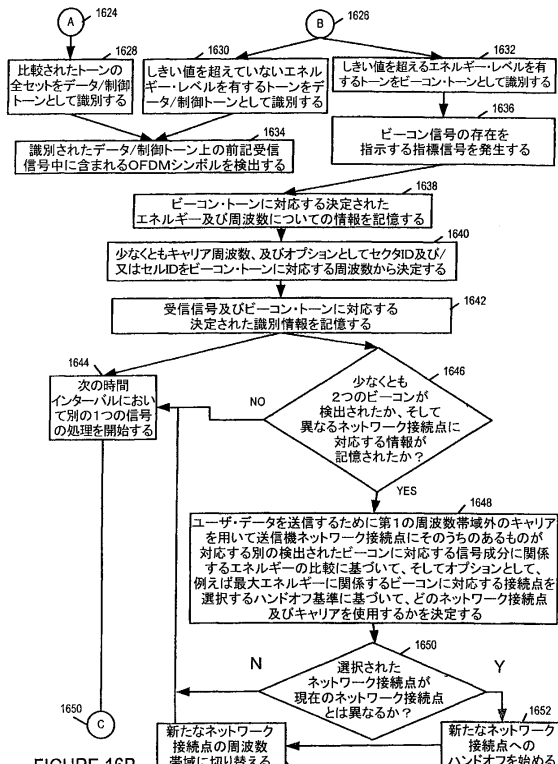 A
1624
B
1626
1628
比較されたトーンの
全セットをデータ/制御
トーンとして識別する
1630
しきい値を超えていないエネル
ギー・レベルを有するトーンをデ
ータ/制御トーンとして識別する
1632
しきい値を超えるエネルギー・レベルを有
するトーンをビーコン・トーンとして識別する
1634
識別されたデータ/制御トーン上の前記受信
信号中に含まれるOFDMシンボルを検出する
1636
ビーコン信号の存在を
指示する指標信号を発生する
1638
ビーコン・トーンに対応する決定された
エネルギー及び周波数についての情報を記憶する
1640
少なくともキャリア周波数、及びオプションとしてセクタID及び/
又はセルIDをビーコン・トーンに対応する周波数から決定する
1642
受信信号及びビーコン・トーンに対応する
決定された識別情報を記憶する
1644
次の時間
インターバルにおい
て別の1つの信号
の処理を開始する
NO
1646
少なくとも
2つのビーコンが
検出されたか、そして
異なるネットワーク接続点に
対応する情報が
記憶されたか？
YES
1648
ユーザ・データを送信するために第1の周波数帯域外のキャリア
を用いて送信機ネットワーク接続点にそのうちのあるものが
対応する別の検出されたビーコンに対応する信号成分に関係
するエネルギーの比較に基づいて、そしてオプションとして、
例えば最大エネルギーに関係するビーコンに対応する接続点を
選択するハンドオフ基準に基づいて、どのネットワーク接続点
及びキャリアを使用するかを決定する
1650
N
選択された
ネットワーク接続点が
現在のネットワーク接続点
とは異なるか？
Y
1650
C
1652
新たなネットワーク
接続点への
ハンドオフを始める
新たなネットワーク
接続点の周波数
帯域に切り替える
FIGURE 16B